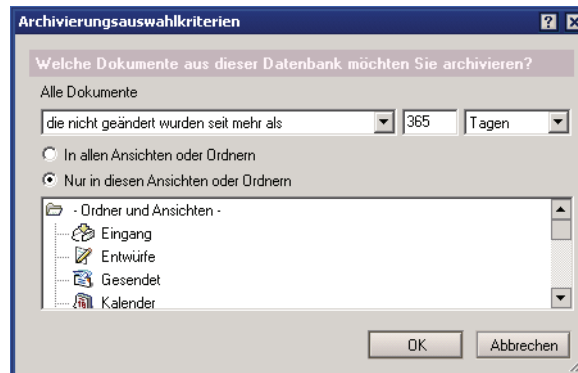 Archivierungsauswahlkriterien
Welche Dokumente aus dieser Datenbank möchten Sie archivieren?
Alle Dokumente
die nicht geändert wurden seit mehr als 365 Tagen
In allen Ansichten oder Ordnern
Nur in diesen Ansichten oder Ordnern
- Ordner und Ansichten -
Eingang
Entwürfe
Gesendet
Kalender
OK Abbrechen